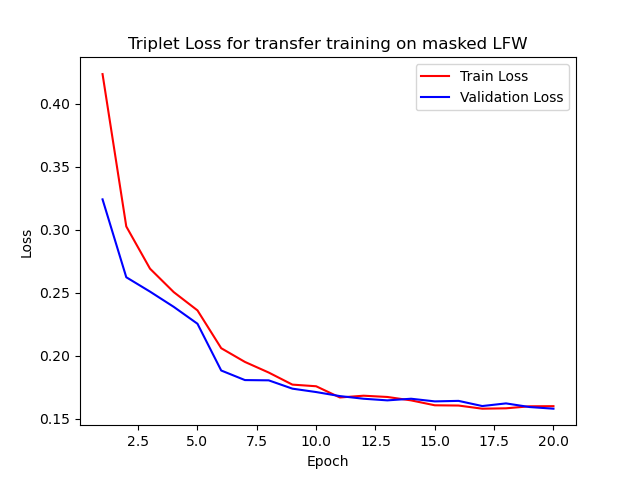 Triplet Loss for transfer training on masked LFW
Train Loss
Validation Loss
0.40
0.35
0.30
0.25
0.20
0.15
Loss
2.5 5.0 7.5 10.0 12.5 15.0 17.5 20.0
Epoch